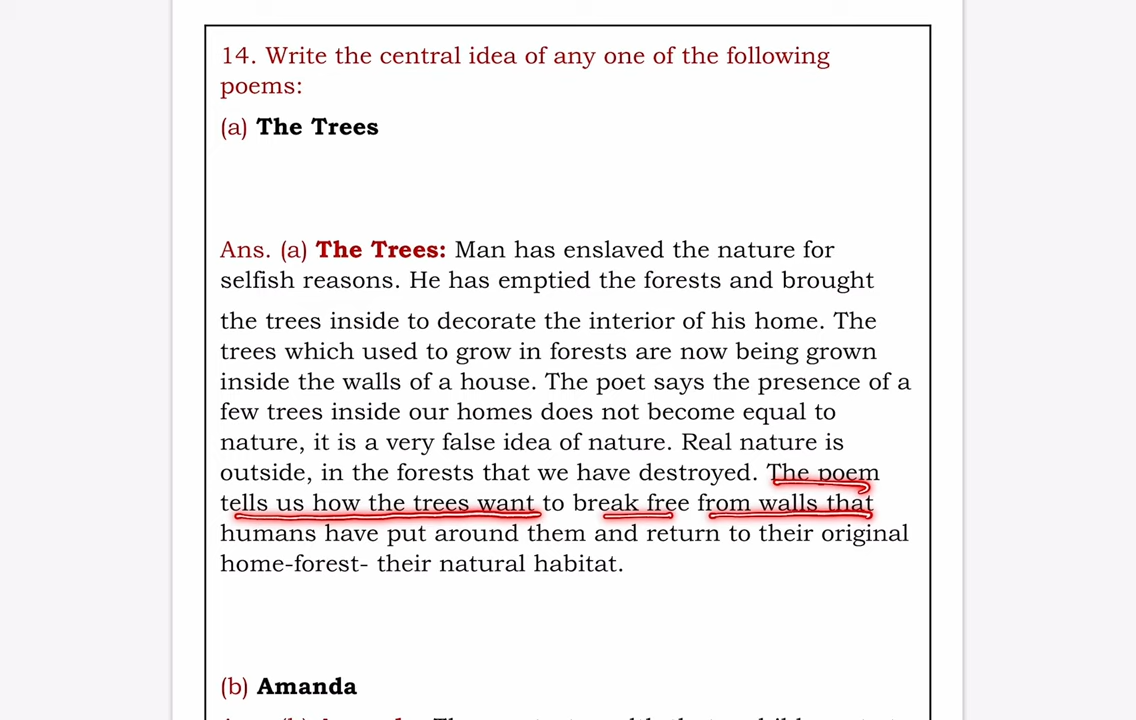 14. Write the central idea of any one of the following
poems:
(a) The Trees
Ans. (a) The Trees: Man has enslaved the nature for
selfish reasons. He has emptied the forests and brought
the trees inside to decorate the interior of his home. The
trees which used to grow in forests are now being grown
inside the walls of a house. The poet says the presence of a
few trees inside our homes does not become equal to
nature, it is a very false idea of nature. Real nature is
outside, in the forests that we have destroyed. The poem
tells us how the trees want to break free from walls that
humans have put around them and return to their original
home-forest- their natural habitat.
(b) Amanda